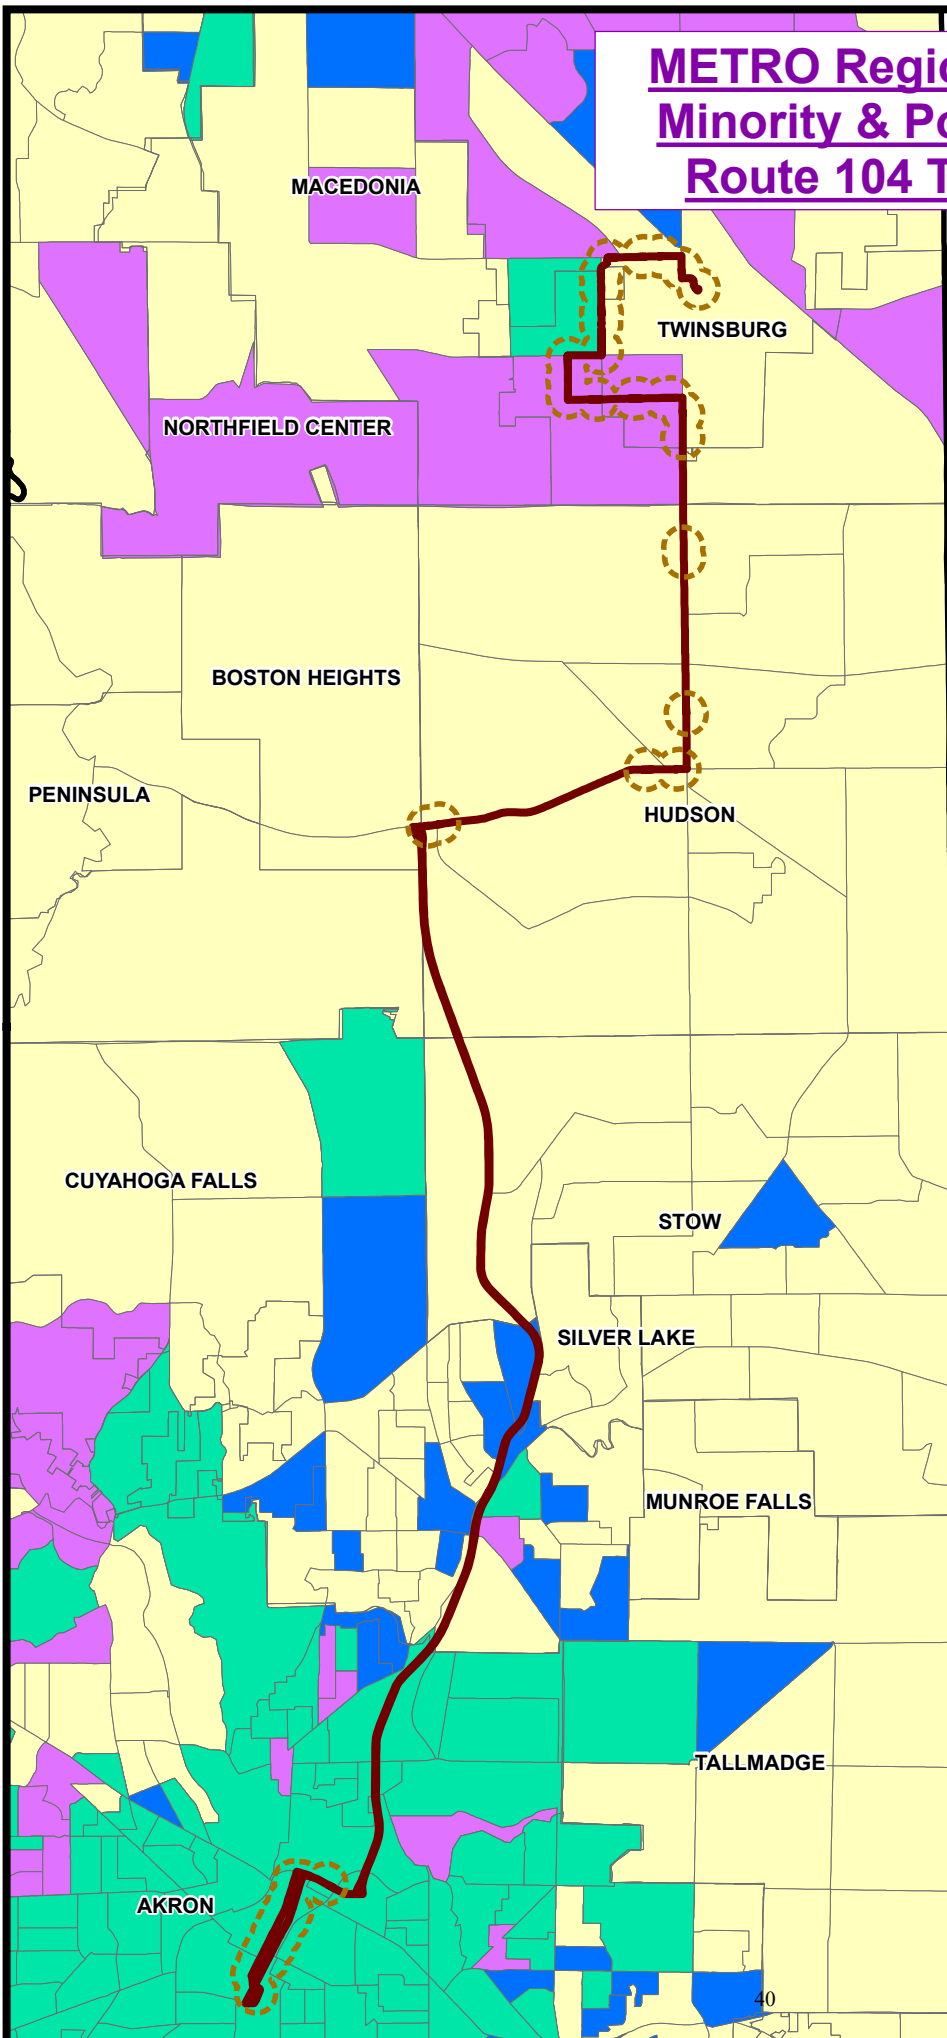 METRO Regio
Minority & Po
Route 104 T
MACEDONIA
TWINSBURG
NORTHFIELD CENTER
BOSTON HEIGHTS
PENINSULA
HUDSON
CUYAHOGA FALLS
STOW
SILVER LAKE
MUNROE FALLS
TALLMADGE
AKRON
40